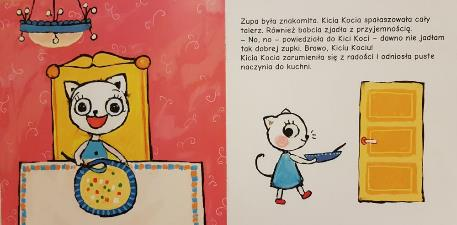 Zupa była znakomita. Kicia Kocia spałaszowała cały
talerz. Również babcia zjadła z przyjemnością.
– No, no – powiedziała do Kici Koci – dawno nie jadłam
tak dobrej zupki. Brawo, Kiciu Kociu!
Kicia Kocia zarumieniła się z radości i odniosła puste
naczynia do kuchni.